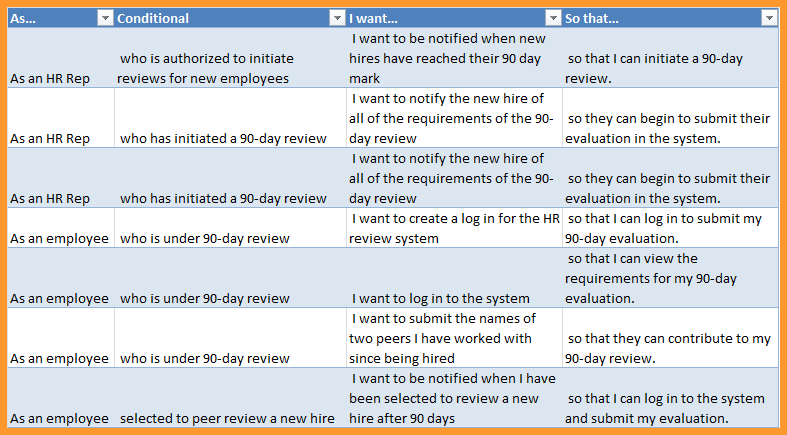 As... Conditional I want... So that...
I want to be notified when new
who is authorized to initiate hires have reached their 90 day so that I can initiate a 90-day
As an HR Rep reviews for new employees mark review.
I want to notify the new hire of
all of the requirements of the 90- so they can begin to submit their
As an HR Rep who has initiated a 90-day review day review evaluation in the system.
I want to notify the new hire of
all of the requirements of the 90- so they can begin to submit their
As an HR Rep who has initiated a 90-day review day review evaluation in the system.
I want to create a log in for the HR so that I can log in to submit my
As an employee who is under 90-day review review system 90-day evaluation.
so that I can view the
requirements for my 90-day
As an employee who is under 90-day review I want to log in to the system evaluation.
I want to submit the names of
two peers I have worked with so that they can contribute to my
As an employee who is under 90-day review since being hired 90-day review.
I want to be notified when I have
been selected to review a new so that I can log in to the system
As an employee selected to peer review a new hire hire after 90 days and submit my evaluation.